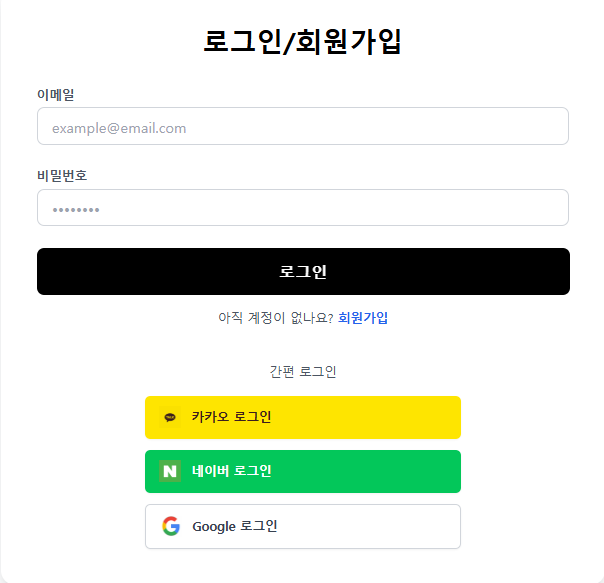 로그인/회원가입
이메일
example@email.com
비밀번호
••••••••
로그인
아직 계정이 없나요? 회원가입
간편 로그인
카카오 로그인
N 네이버 로그인
G Google 로그인